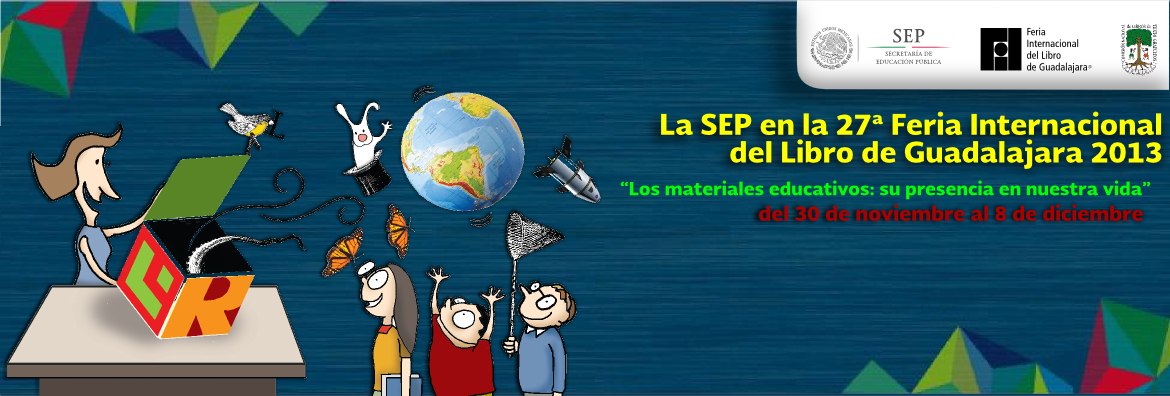 SEP
SECRETARÍA DE
EDUCACIÓN PÚBLICA
Feria
Internacional
del Libro
de Guadalajara®
La SEP en la 27ª Feria Internacional
del Libro de Guadalajara 2013
“Los materiales educativos: su presencia en nuestra vida”
del 30 de noviembre al 8 de diciembre
L
E
R